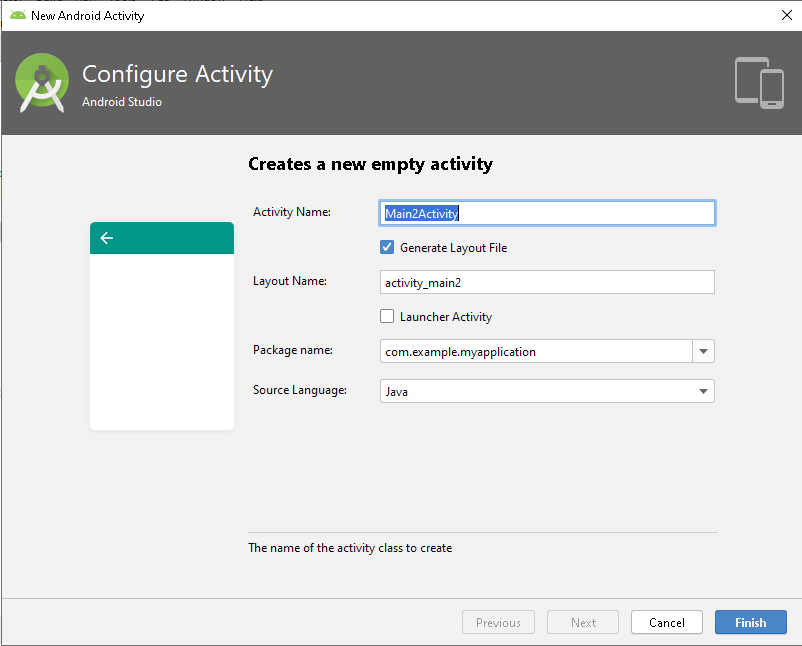 New Android Activity
Configure Activity
Android Studio
Creates a new empty activity
Activity Name:
Main2Activity
Generate Layout File
Layout Name:
activity_main2
Launcher Activity
Package name:
com.example.myapplication
Source Language:
Java
The name of the activity class to create
Previous
Next
Cancel
Finish